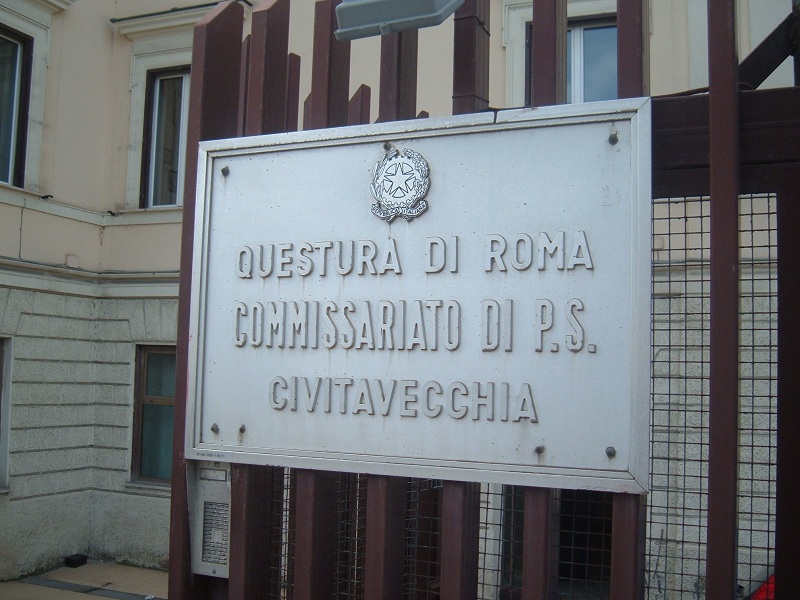 QUESTURA DI ROMA
COMMISSARIATO DI P.S.
CIVITAVECCHIA